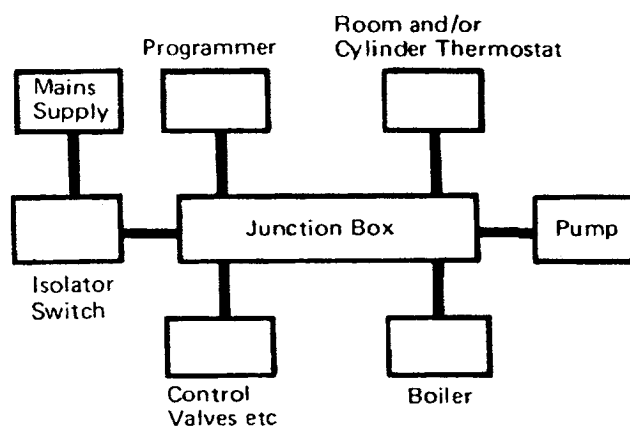 Programmer
Room and/or
Cylinder Thermostat
Mains
Supply
Junction Box
Pump
Isolator
Switch
Control
Valves etc
Boiler